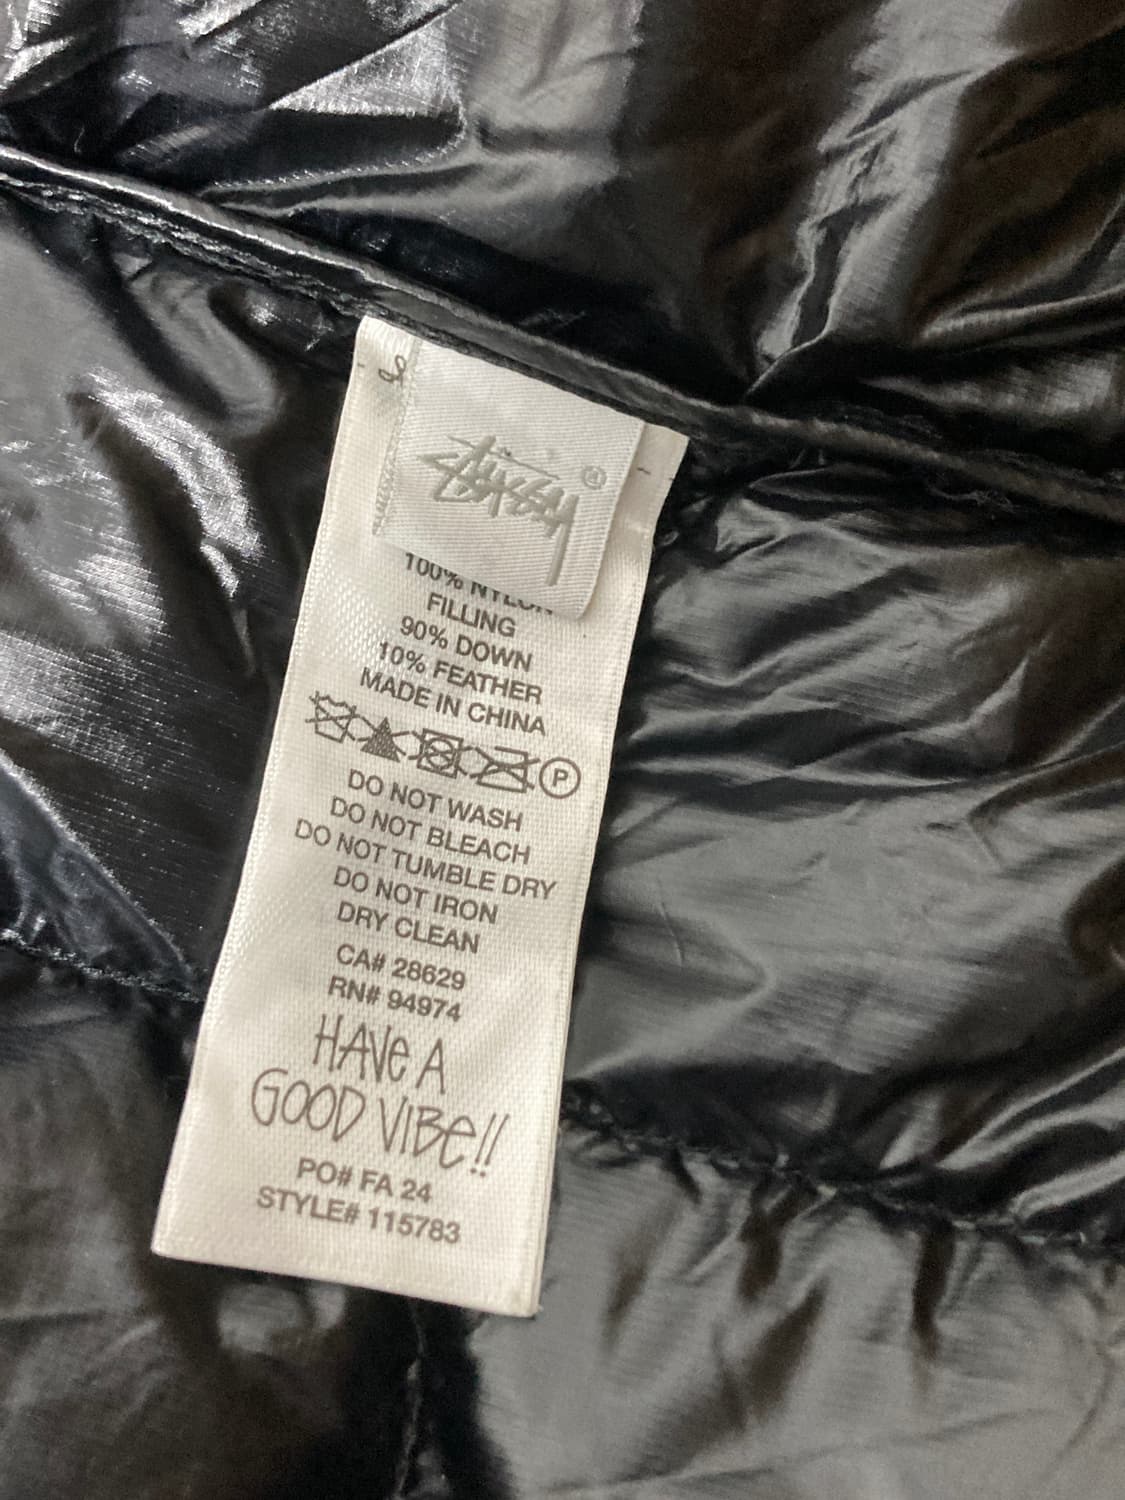 STÜSSY ®
100% NYLON
FILLING
90% DOWN
10% FEATHER
MADE IN CHINA
P
DO NOT WASH
DO NOT BLEACH
DO NOT TUMBLE DRY
DO NOT IRON
DRY CLEAN
CA# 28629
RN# 94974
HAVe A
GOOD VIBe!!
PO# FA 24
STYLE# 115783